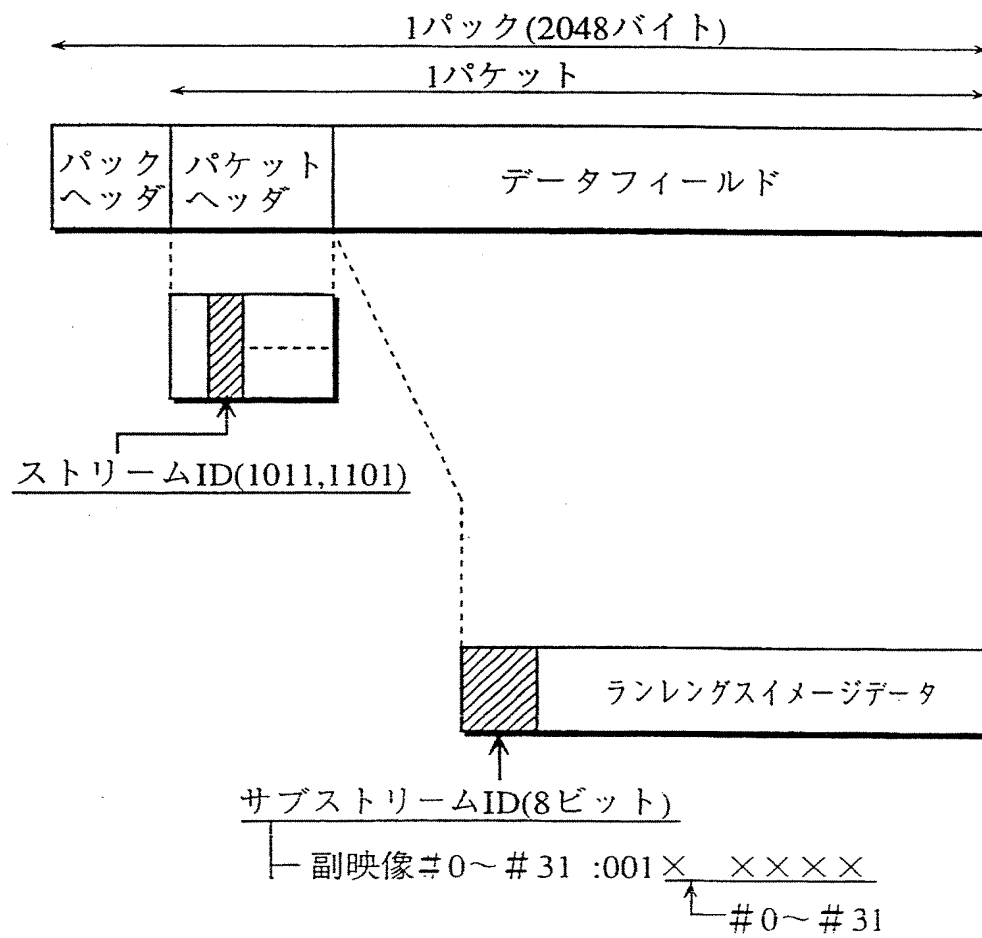 1パック(2048バイト)
1パケット
パック
ヘッダ
パケット
ヘッダ
データフィールド
ストリームID(1011,1101)
ランレングスイメージデータ
サブストリームID(8ビット)
副映像#0～#31 :001× ××××
#0～#31